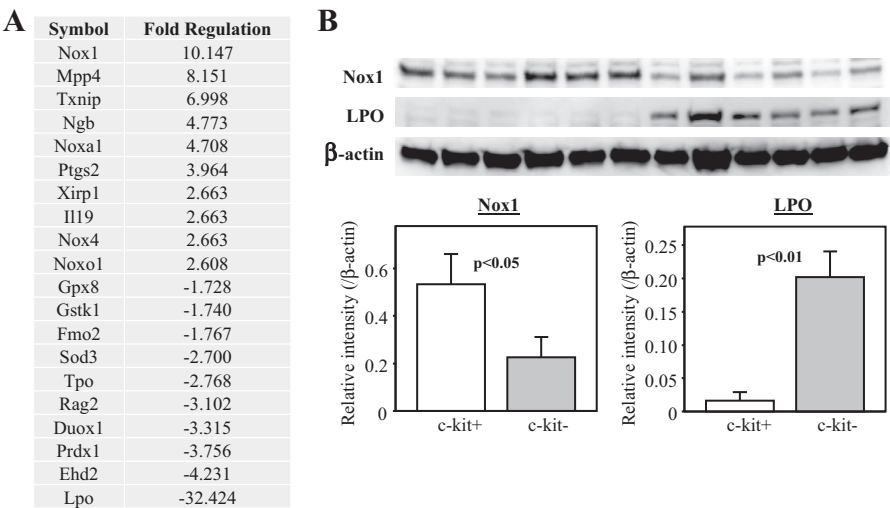 A
Symbol Fold Regulation
Nox1 10.147
Mpp4 8.151
Txnip 6.998
Ngb 4.773
Noxa1 4.708
Ptgs2 3.964
Xirp1 2.663
Il19 2.663
Nox4 2.663
Noxo1 2.608
Gpx8 -1.728
Gstk1 -1.740
Fmo2 -1.767
Sod3 -2.700
Tpo -2.768
Rag2 -3.102
Duox1 -3.315
Prdx1 -3.756
Ehd2 -4.231
Lpo -32.424
B
Nox1
LPO
β-actin
Nox1
Relative intensity (/β-actin)
0.6
0.4
0.2
0
p<0.05
c-kit+ c-kit-
LPO
Relative intensity (/β-actin)
0.25
0.20
0.15
0.10
0.05
0
p<0.01
c-kit+ c-kit-